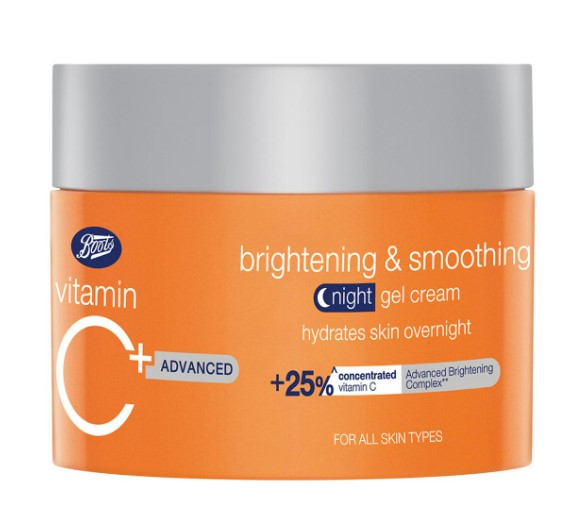 Boots
vitamin
C+
ADVANCED
brightening & smoothing
night gel cream
hydrates skin overnight
+25%^ concentrated
vitamin C
Advanced Brightening
Complex**
FOR ALL SKIN TYPES